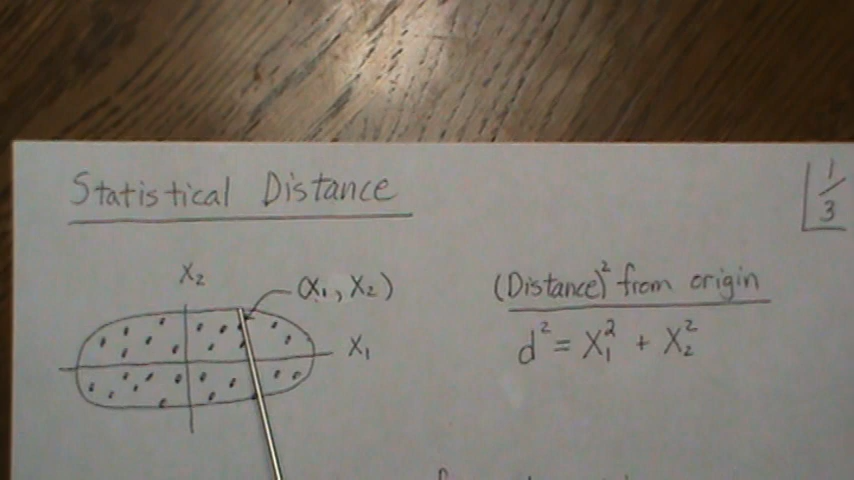 Statistical Distance
1/3
X₂
(X₁, X₂)
X₁
(Distance)² from origin
d² = X₁² + X₂²